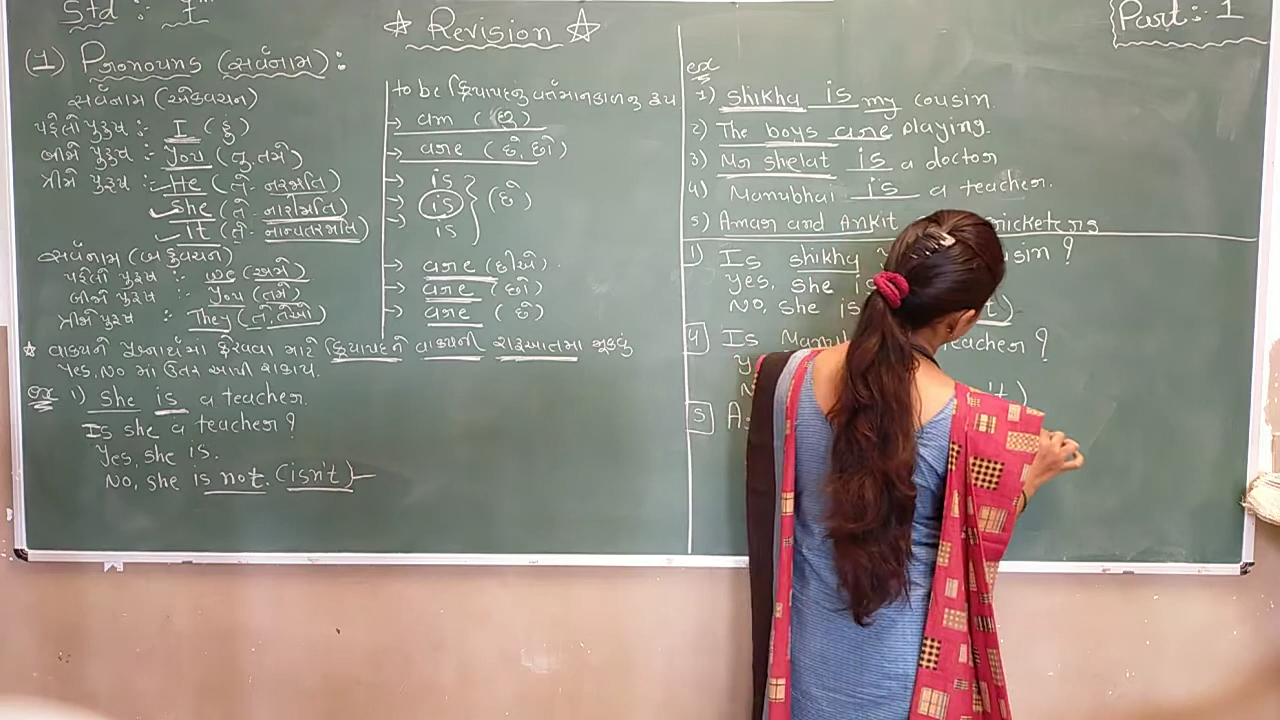 Std :
☆ Revision ☆
Part : 1
(1) Pronouns (સર્વનામ) :
સર્વનામ (એકવચન)
પહેલો પુરુષ :- I (હું)
બીજો પુરુષ :- You (તુ, તમે)
ત્રીજો પુરુષ :- He (તે - નરજાતિ)
She (તે - નારીજાતિ)
it (તે - નાન્યતરજાતિ)
સર્વનામ (બહુવચન)
પહેલો પુરુષ :- we (અમે)
બીજો પુરુષ :- You (તમે)
ત્રીજો પુરુષ : They (તે, તેઓ)
to be ક્રિયાપદનુ વર્તમાનકાળનુ રૂપ
→ am (છુ)
→ are (છે, છો)
→ is
→ is (છે)
→ is
→ are (છીએ).
→ are (છો)
→ are (છે)
☆ વાક્યને પ્રશ્નાર્થમા ફેરવવા માટે ક્રિયાપદને વાક્યની શરૂઆતમા મૂકવું
Yes, No મા ઉતર આપી શકાય.
ex 1) She is a teacher.
Is she a teacher?
Yes, she is.
No, she is not. (isn't)
ex
1) Shikha is my cousin.
2) The boys are playing.
3) Mr shelat is a doctor
4) Manubhai is a teacher.
5) Amar and Ankit cricketers
1) Is shikha ?
Yes, she is
No, she is
4) Is teacher ?
5)